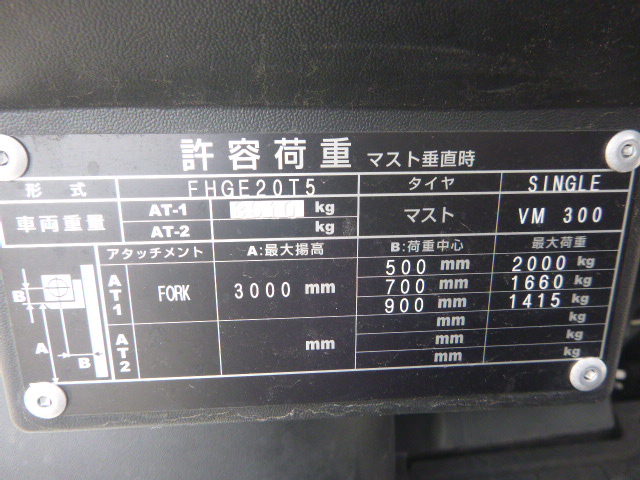 許容荷重 マスト垂直時
形 式 FHGE20T5 タイヤ SINGLE
車両重量 AT-1 kg マスト VM 300
AT-2 kg
アタッチメント A:最大揚高 B:荷重中心 最大荷重
AT1 FORK 3000 mm 500 mm 2000 kg
700 mm 1660 kg
900 mm 1415 kg
AT2 mm mm kg
mm kg
mm kg
B
A
B